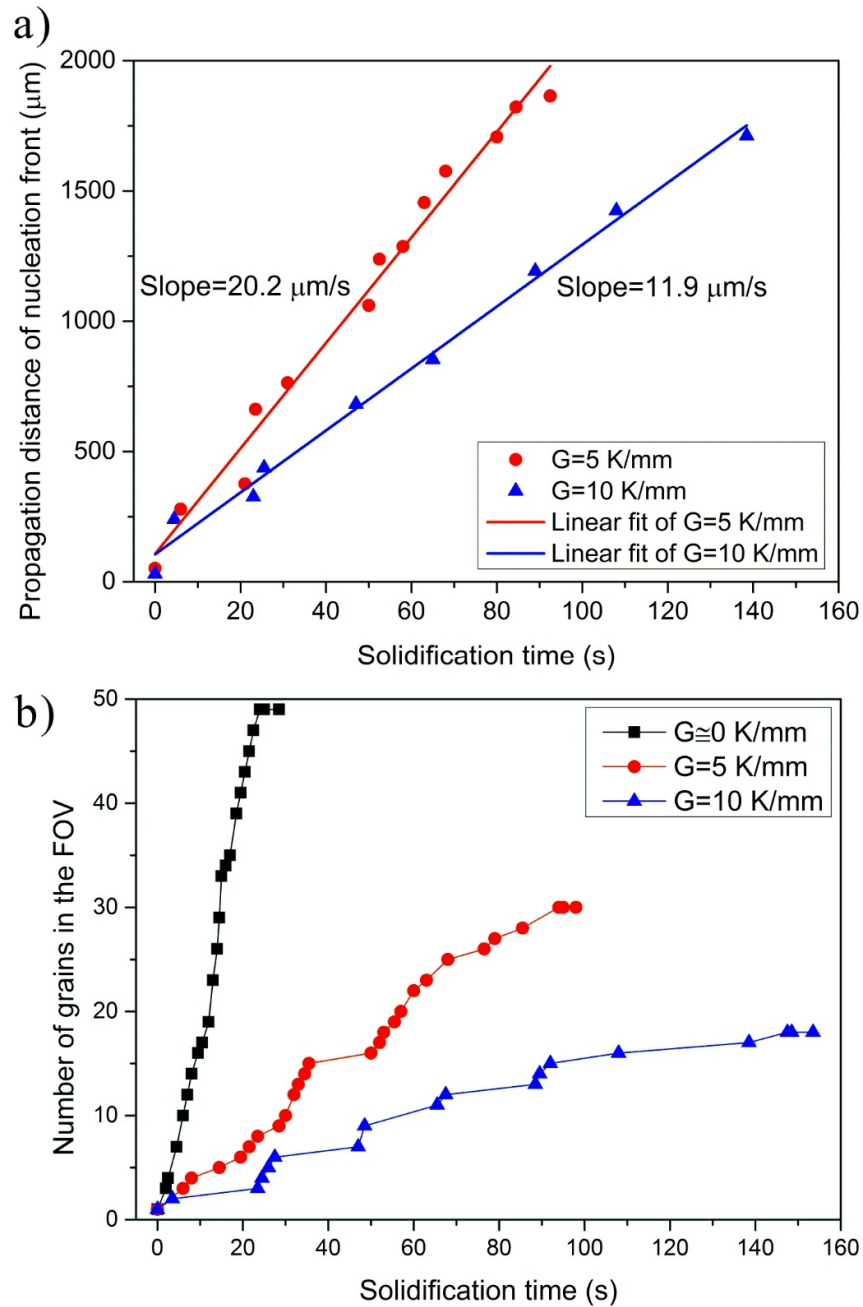 a)
2000
1500
1000
500
0
0 20 40 60 80 100 120 140 160
Propagation distance of nucleation front (μm)
Solidification time (s)
Slope=20.2 μm/s
Slope=11.9 μm/s
G=5 K/mm
G=10 K/mm
Linear fit of G=5 K/mm
Linear fit of G=10 K/mm
b)
50
40
30
20
10
0
0 20 40 60 80 100 120 140 160
Number of grains in the FOV
Solidification time (s)
G≅0 K/mm
G=5 K/mm
G=10 K/mm